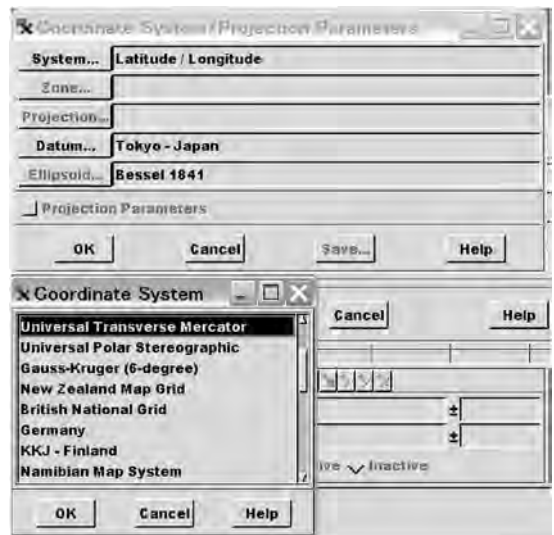 Coordinate System/Projection Parameters
System... Latitude / Longitude
Zone...
Projection...
Datum... Tokyo - Japan
Ellipsoid... Bessel 1841
Projection Parameters
OK Cancel Save... Help
Coordinate System
Universal Transverse Mercator
Universal Polar Stereographic
Gauss-Kruger (6-degree)
New Zealand Map Grid
British National Grid
Germany
KKJ - Finland
Namibian Map System
OK Cancel Help
Cancel Help
±
±
ive Inactive